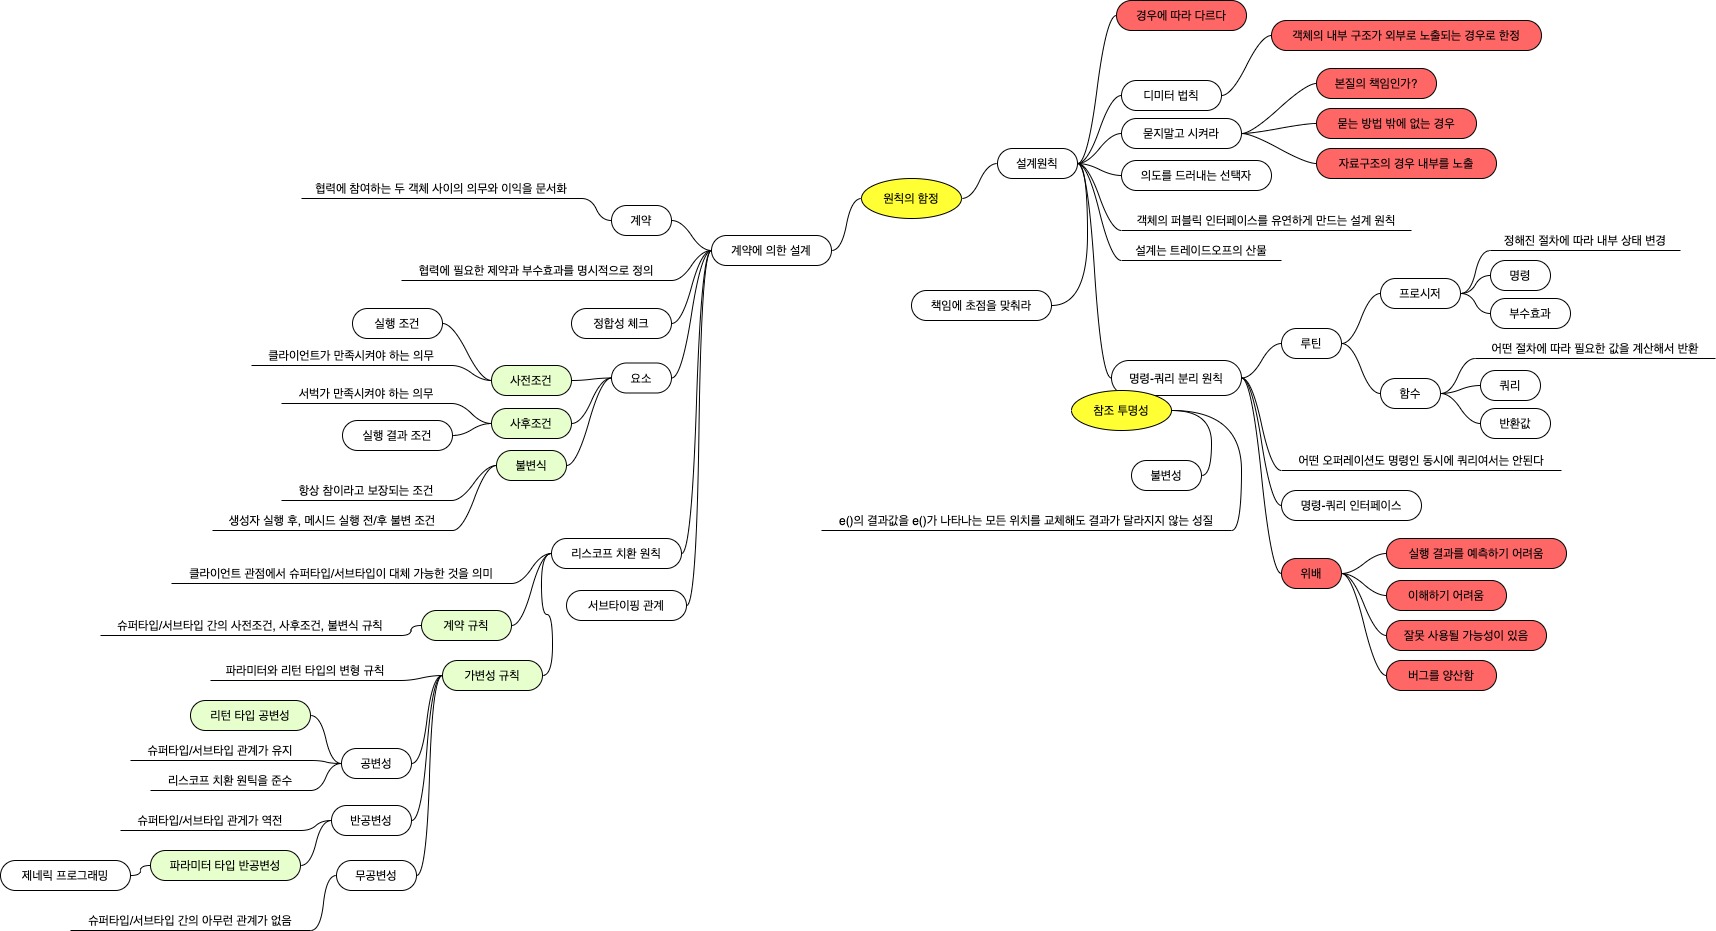 원칙의 함정
설계원칙
경우에 따라 다르다
디미터 법칙
객체의 내부 구조가 외부로 노출되는 경우로 한정
묻지말고 시켜라
본질의 책임인가?
묻는 방법 밖에 없는 경우
자료구조의 경우 내부를 노출
의도를 드러내는 선택자
객체의 퍼블릭 인터페이스를 유연하게 만드는 설계 원칙
설계는 트레이드오프의 산물
책임에 초점을 맞춰라
명령-쿼리 분리 원칙
루틴
프로시저
정해진 절차에 따라 내부 상태 변경
명령
부수효과
함수
어떤 절차에 따라 필요한 값을 계산해서 반환
쿼리
반환값
어떤 오퍼레이션도 명령인 동시에 쿼리여서는 안된다
명령-쿼리 인터페이스
위배
실행 결과를 예측하기 어려움
이해하기 어려움
잘못 사용될 가능성이 있음
버그를 양산함
참조 투명성
불변성
e()의 결과값을 e()가 나타나는 모든 위치를 교체해도 결과가 달라지지 않는 성질
계약에 의한 설계
계약
협력에 참여하는 두 객체 사이의 의무와 이익을 문서화
협력에 필요한 제약과 부수효과를 명시적으로 정의
정합성 체크
요소
사전조건
실행 조건
클라이언트가 만족시켜야 하는 의무
사후조건
서벅가 만족시켜야 하는 의무
실행 결과 조건
불변식
항상 참이라고 보장되는 조건
생성자 실행 후, 메시드 실행 전/후 불변 조건
리스코프 치환 원칙
클라이언트 관점에서 슈퍼타입/서브타입이 대체 가능한 것을 의미
계약 규칙
슈퍼타입/서브타입 간의 사전조건, 사후조건, 불변식 규칙
가변성 규칙
파라미터와 리턴 타입의 변형 규칙
공변성
리턴 타입 공변성
슈퍼타입/서브타입 관계가 유지
리스코프 치환 원틱을 준수
반공변성
슈퍼타입/서브타입 관게가 역전
파라미터 타입 반공변성
제네릭 프로그래밍
무공변성
슈퍼타입/서브타입 간의 아무런 관계가 없음
서브타이핑 관계